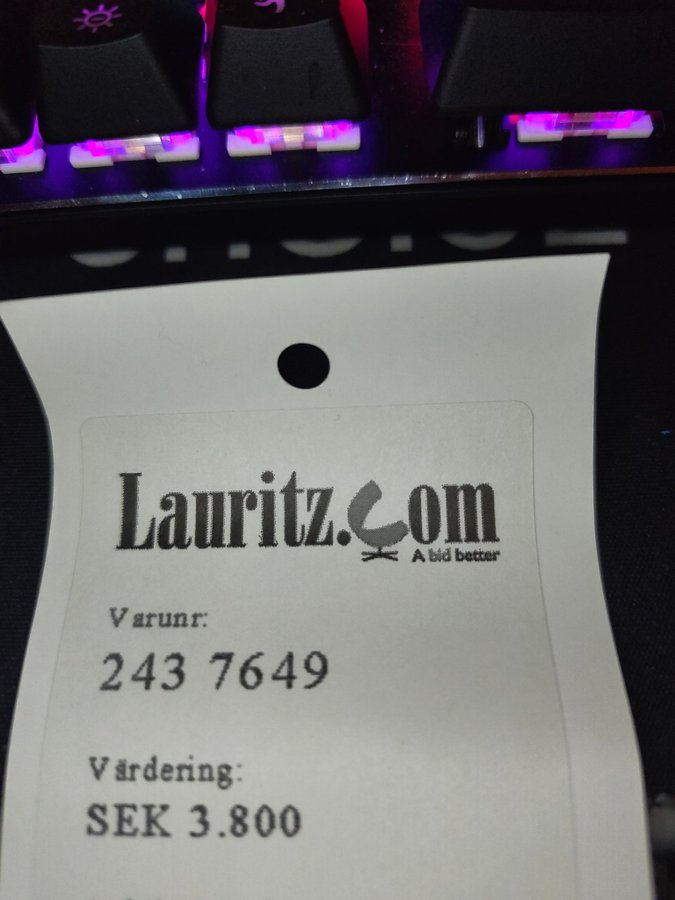 Lauritz.Com
A bid better
Varunr:
243 7649
Värdering:
SEK 3.800